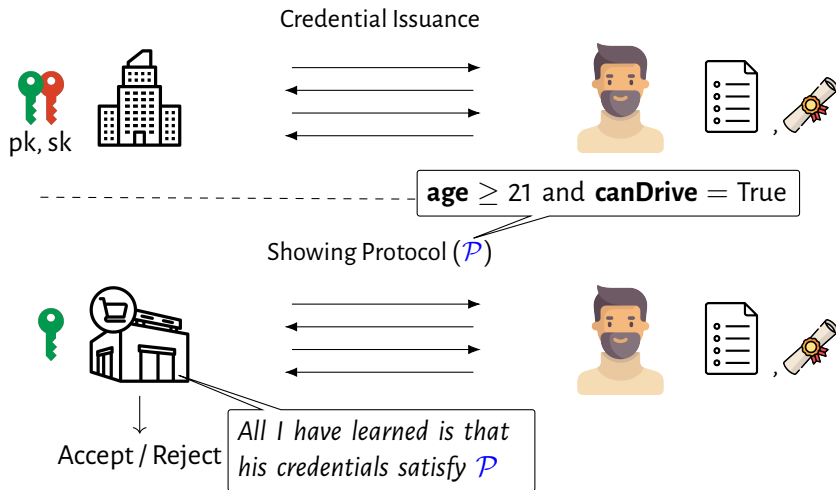 Credential Issuance
pk, sk
,
age ≥ 21 and canDrive = True
Showing Protocol (𝒫)
,
Accept / Reject
All I have learned is that
his credentials satisfy 𝒫